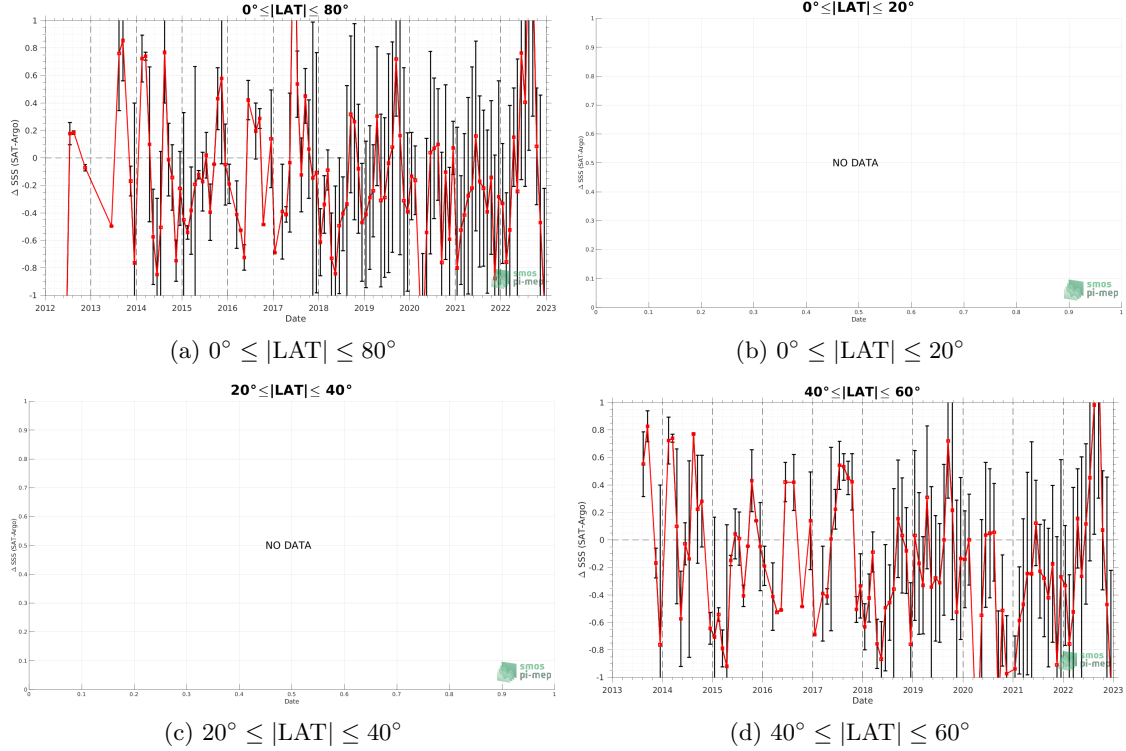 0°≤|LAT|≤ 80°
Δ SSS (SAT-Argo)
1
0.8
0.6
0.4
0.2
0
-0.2
-0.4
-0.6
-0.8
-1
2012 2013 2014 2015 2016 2017 2018 2019 2020 2021 2022 2023
Date
smos
pi-mep
(a) 0° ≤ |LAT| ≤ 80°
0°≤|LAT|≤ 20°
Δ SSS (SAT-Argo)
1
0.9
0.8
0.7
0.6
0.5
0.4
0.3
0.2
0.1
0
NO DATA
0 0.1 0.2 0.3 0.4 0.5 0.6 0.7 0.8 0.9 1
Date
smos
pi-mep
(b) 0° ≤ |LAT| ≤ 20°
20°≤|LAT|≤ 40°
Δ SSS (SAT-Argo)
1
0.9
0.8
0.7
0.6
0.5
0.4
0.3
0.2
0.1
0
NO DATA
0 0.1 0.2 0.3 0.4 0.5 0.6 0.7 0.8 0.9 1
Date
smos
pi-mep
(c) 20° ≤ |LAT| ≤ 40°
40°≤|LAT|≤ 60°
Δ SSS (SAT-Argo)
1
0.8
0.6
0.4
0.2
0
-0.2
-0.4
-0.6
-0.8
-1
2013 2014 2015 2016 2017 2018 2019 2020 2021 2022 2023
Date
smos
pi-mep
(d) 40° ≤ |LAT| ≤ 60°